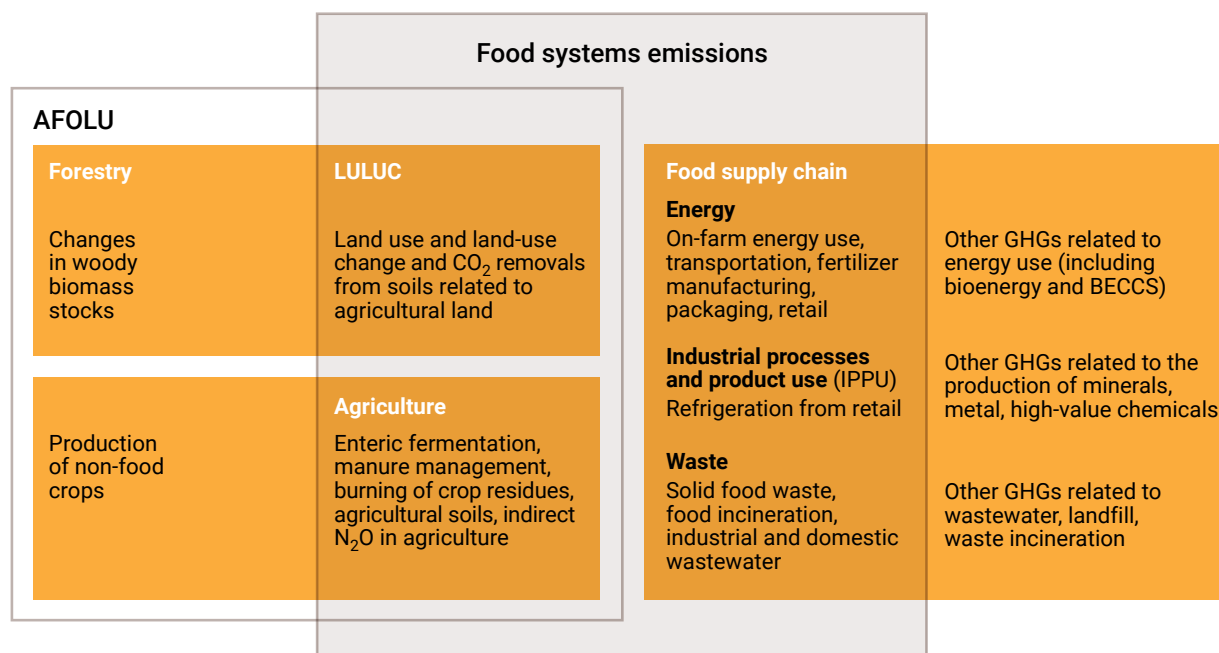 Food systems emissions
AFOLU
Forestry
Changes
in woody
biomass
stocks
LULUC
Land use and land-use
change and CO₂ removals
from soils related to
agricultural land
Production
of non-food
crops
Agriculture
Enteric fermentation,
manure management,
burning of crop residues,
agricultural soils, indirect
N₂O in agriculture
Food supply chain
Energy
On-farm energy use,
transportation, fertilizer
manufacturing,
packaging, retail
Other GHGs related to
energy use (including
bioenergy and BECCS)
Industrial processes
and product use (IPPU)
Refrigeration from retail
Other GHGs related to the
production of minerals,
metal, high-value chemicals
Waste
Solid food waste,
food incineration,
industrial and domestic
wastewater
Other GHGs related to
wastewater, landfill,
waste incineration